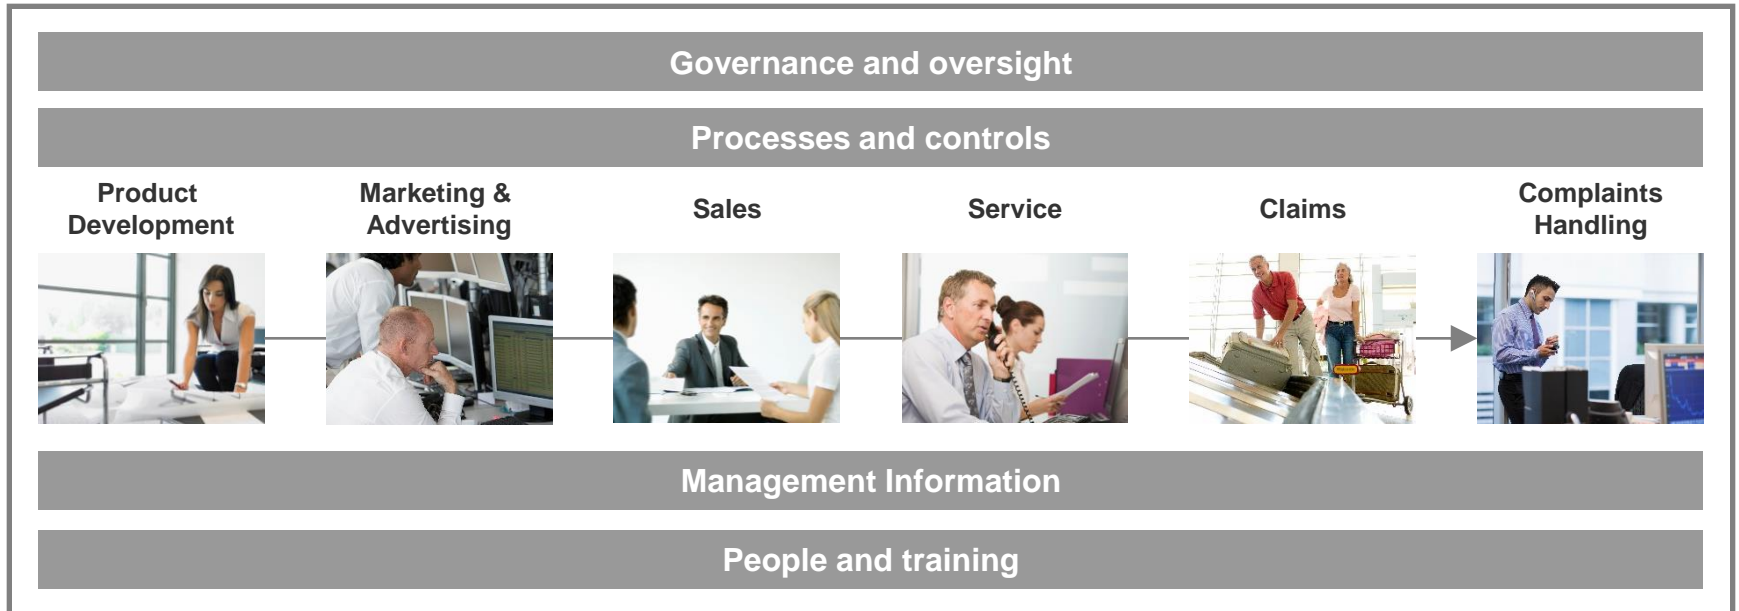 Governance and oversight
Processes and controls
Product
Development
Marketing &
Advertising
Sales
Service
Claims
Complaints
Handling
Management Information
People and training